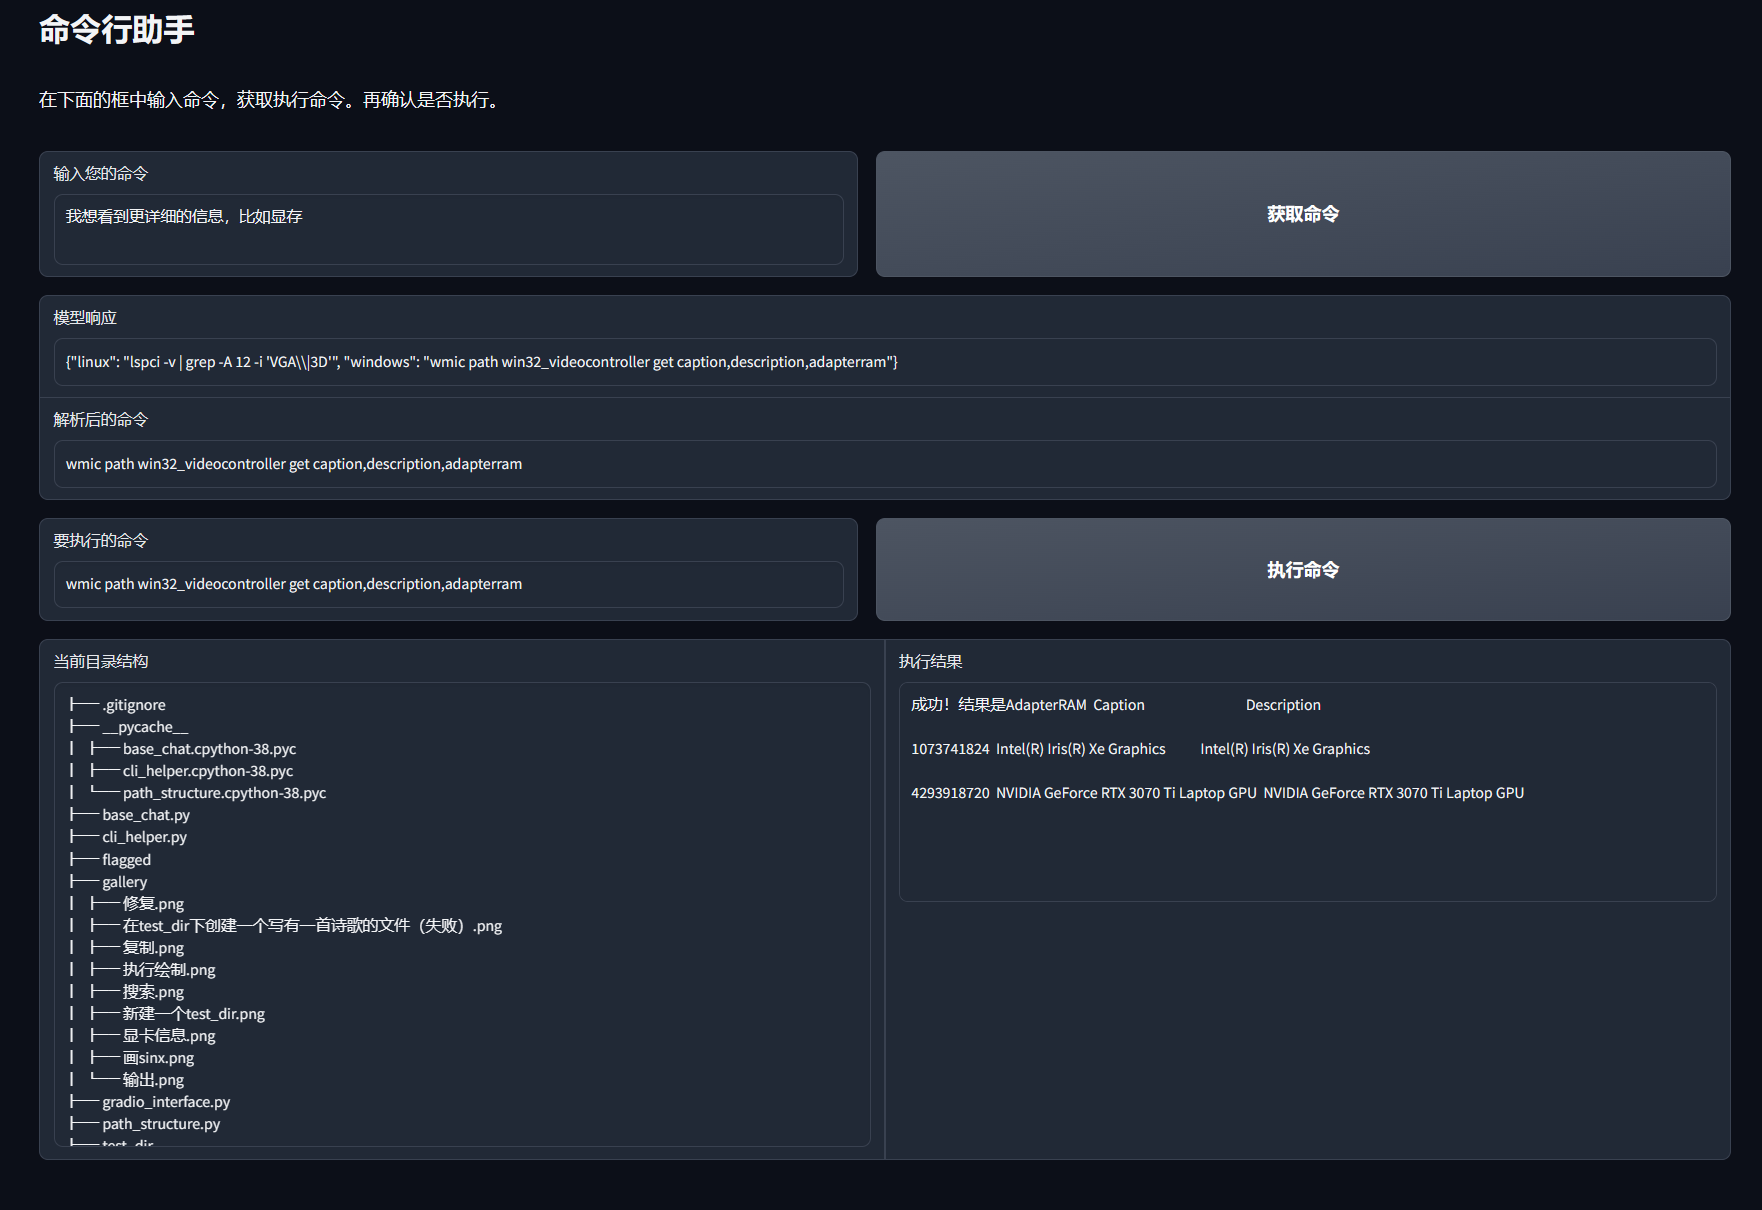 命令行助手
在下面的框中输入命令，获取执行命令。再确认是否执行。
输入您的命令
我想看到更详细的信息，比如显存
获取命令
模型响应
{"linux": "lspci -v | grep -A 12 -i 'VGA\\|3D'", "windows": "wmic path win32_videocontroller get caption,description,adapterram"}
解析后的命令
wmic path win32_videocontroller get caption,description,adapterram
要执行的命令
wmic path win32_videocontroller get caption,description,adapterram
执行命令
当前目录结构
├── .gitignore
├── __pycache__
│   ├── base_chat.cpython-38.pyc
│   ├── cli_helper.cpython-38.pyc
│   └── path_structure.cpython-38.pyc
├── base_chat.py
├── cli_helper.py
├── flagged
├── gallery
│   ├── 修复.png
│   ├── 在test_dir下创建一个写有一首诗歌的文件（失败）.png
│   ├── 复制.png
│   ├── 执行绘制.png
│   ├── 搜索.png
│   ├── 新建一个test_dir.png
│   ├── 显卡信息.png
│   ├── 画sinx.png
│   └── 输出.png
├── gradio_interface.py
├── path_structure.py
├── test_dir
执行结果
成功！结果是AdapterRAM  Caption  Description
1073741824  Intel(R) Iris(R) Xe Graphics  Intel(R) Iris(R) Xe Graphics
4293918720  NVIDIA GeForce RTX 3070 Ti Laptop GPU  NVIDIA GeForce RTX 3070 Ti Laptop GPU